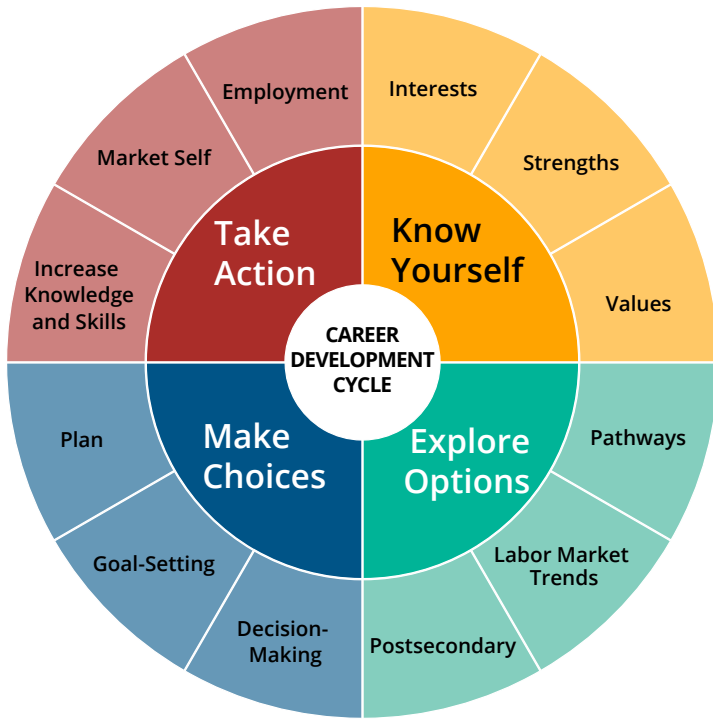 CAREER
DEVELOPMENT
CYCLE
Know
Yourself
Interests
Strengths
Values
Explore
Options
Pathways
Labor Market
Trends
Postsecondary
Make
Choices
Decision-
Making
Goal-Setting
Plan
Take
Action
Increase
Knowledge
and Skills
Market Self
Employment